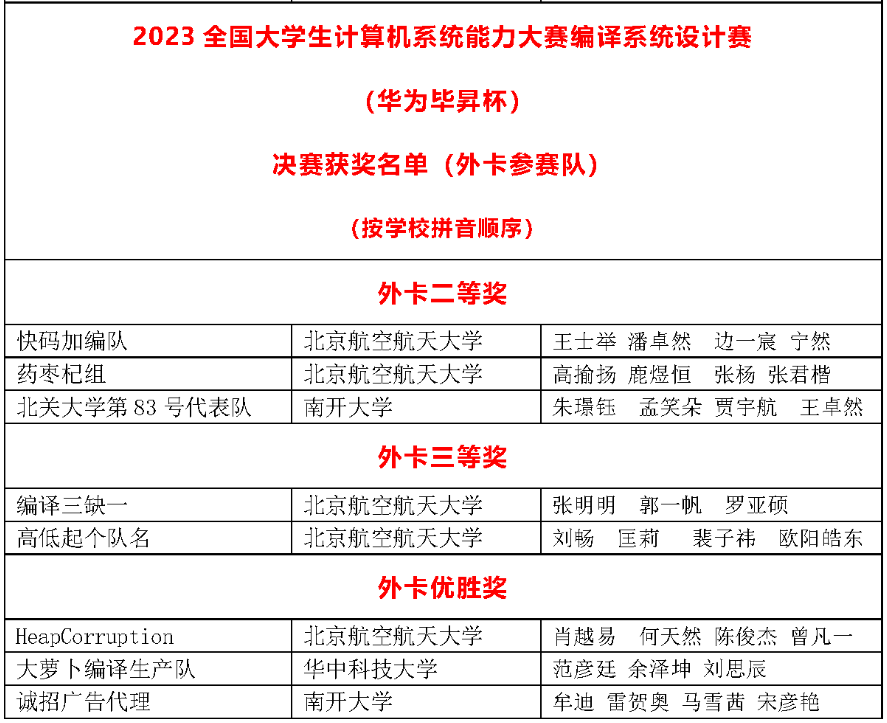 2023 全国大学生计算机系统能力大赛编译系统设计赛
（华为毕昇杯）
决赛获奖名单（外卡参赛队）
（按学校拼音顺序）
外卡二等奖
快码加编队 北京航空航天大学 王士举 潘卓然 边一宸 宁然
药枣杞组 北京航空航天大学 高揄扬 鹿煜恒 张杨 张君楷
北关大学第 83 号代表队 南开大学 朱璟钰 孟笑朵 贾宇航 王卓然
外卡三等奖
编译三缺一 北京航空航天大学 张明明 郭一帆 罗亚硕
高低起个队名 北京航空航天大学 刘畅 匡莉 裴子祎 欧阳皓东
外卡优胜奖
HeapCorruption 北京航空航天大学 肖越易 何天然 陈俊杰 曾凡一
大萝卜编译生产队 华中科技大学 范彦廷 余泽坤 刘思辰
诚招广告代理 南开大学 牟迪 雷贺奥 马雪茜 宋彦艳